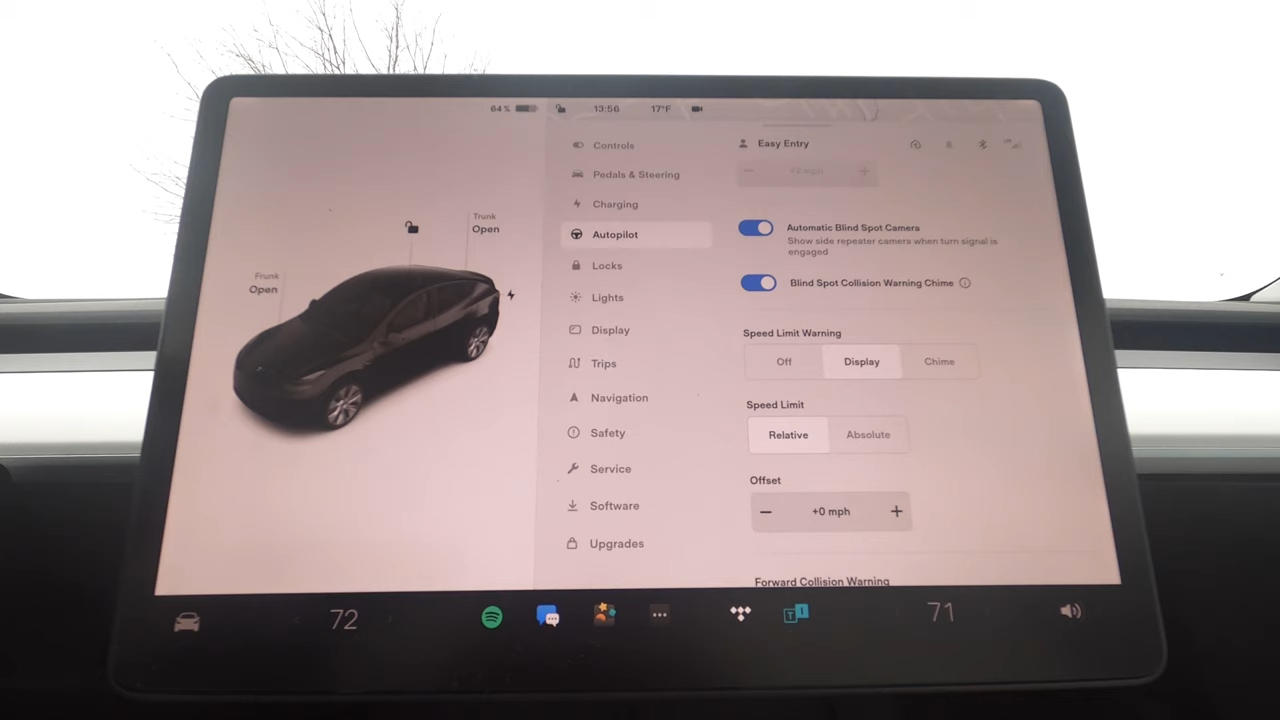 64 %
13:56
17°F
Controls
Pedals & Steering
Charging
Autopilot
Locks
Lights
Display
Trips
Navigation
Safety
Service
Software
Upgrades
Trunk
Open
Frunk
Open
Easy Entry
Automatic Blind Spot Camera
Show side repeater camera when turn signal is
engaged
Blind Spot Collision Warning Chime
Speed Limit Warning
Off Display Chime
Speed Limit
Relative Absolute
Offset
− +0 mph +
Forward Collision Warning
72
71
T I